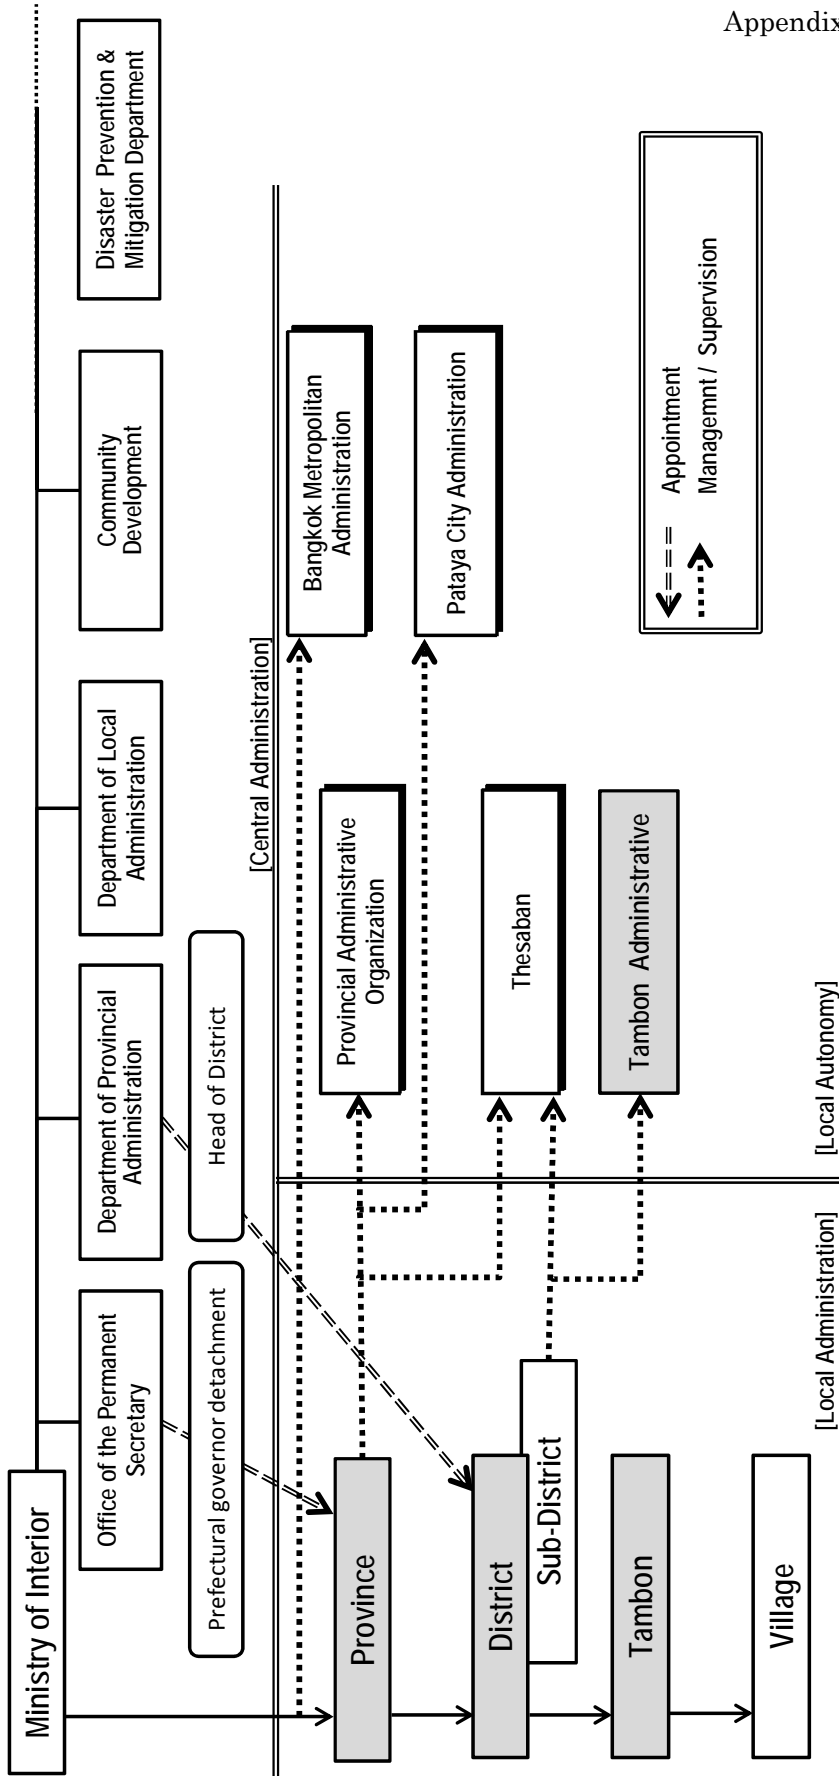 Appendix
Ministry of Interior
Office of the Permanent
Secretary
Department of Provincial
Administration
Department of Local
Administration
Community
Development
Disaster Prevention &
Mitigation Department
Prefectural governor detachment
Head of District
[Central Administration]
Province
District
Sub-District
Tambon
Village
[Local Administration]
Provincial Administrative
Organization
Thesaban
Tambon Administrative
[Local Autonomy]
Bangkok Metropolitan
Administration
Pataya City Administration
Appointment
Managemnt / Supervision